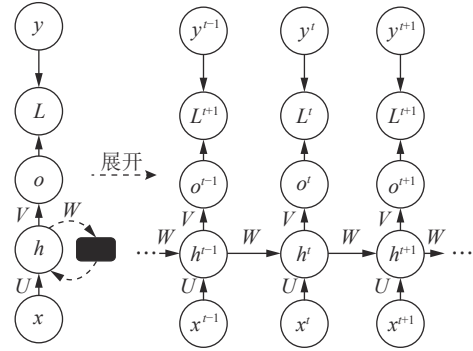 y y^{t-1} y^t y^{t+1}
L L^{t+1} L^t L^{t+1}
展开
o o^{t-1} o^t o^{t+1}
V W V V V
W W W W
h … h^{t-1} h^t h^{t+1} …
U U U U
x x^{t-1} x^t x^{t+1}